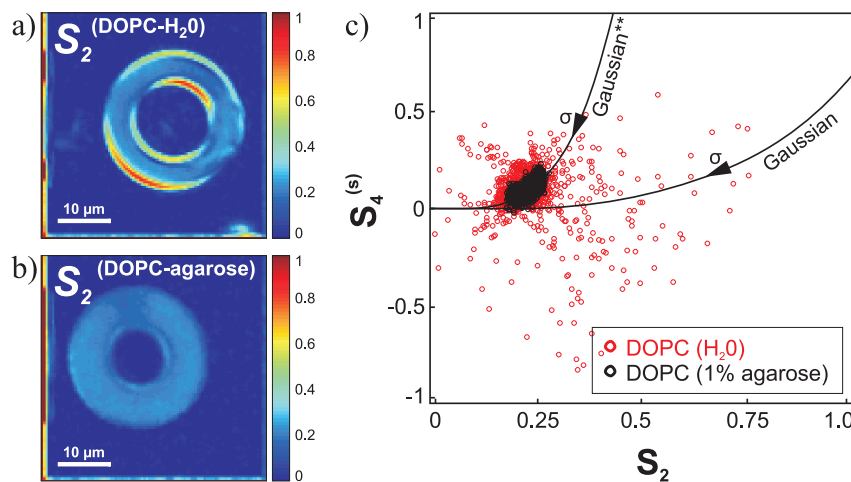 a)
S2 (DOPC-H20)
10 µm
1
0.8
0.6
0.4
0.2
0
b)
S2 (DOPC-agarose)
10 µm
1
0.8
0.6
0.4
0.2
0
c)
1
0.5
0
-0.5
-1
S4(s)
σ
Gaussian**
σ
Gaussian
DOPC (H20)
DOPC (1% agarose)
0
0.25
0.50
0.75
1.0
S2